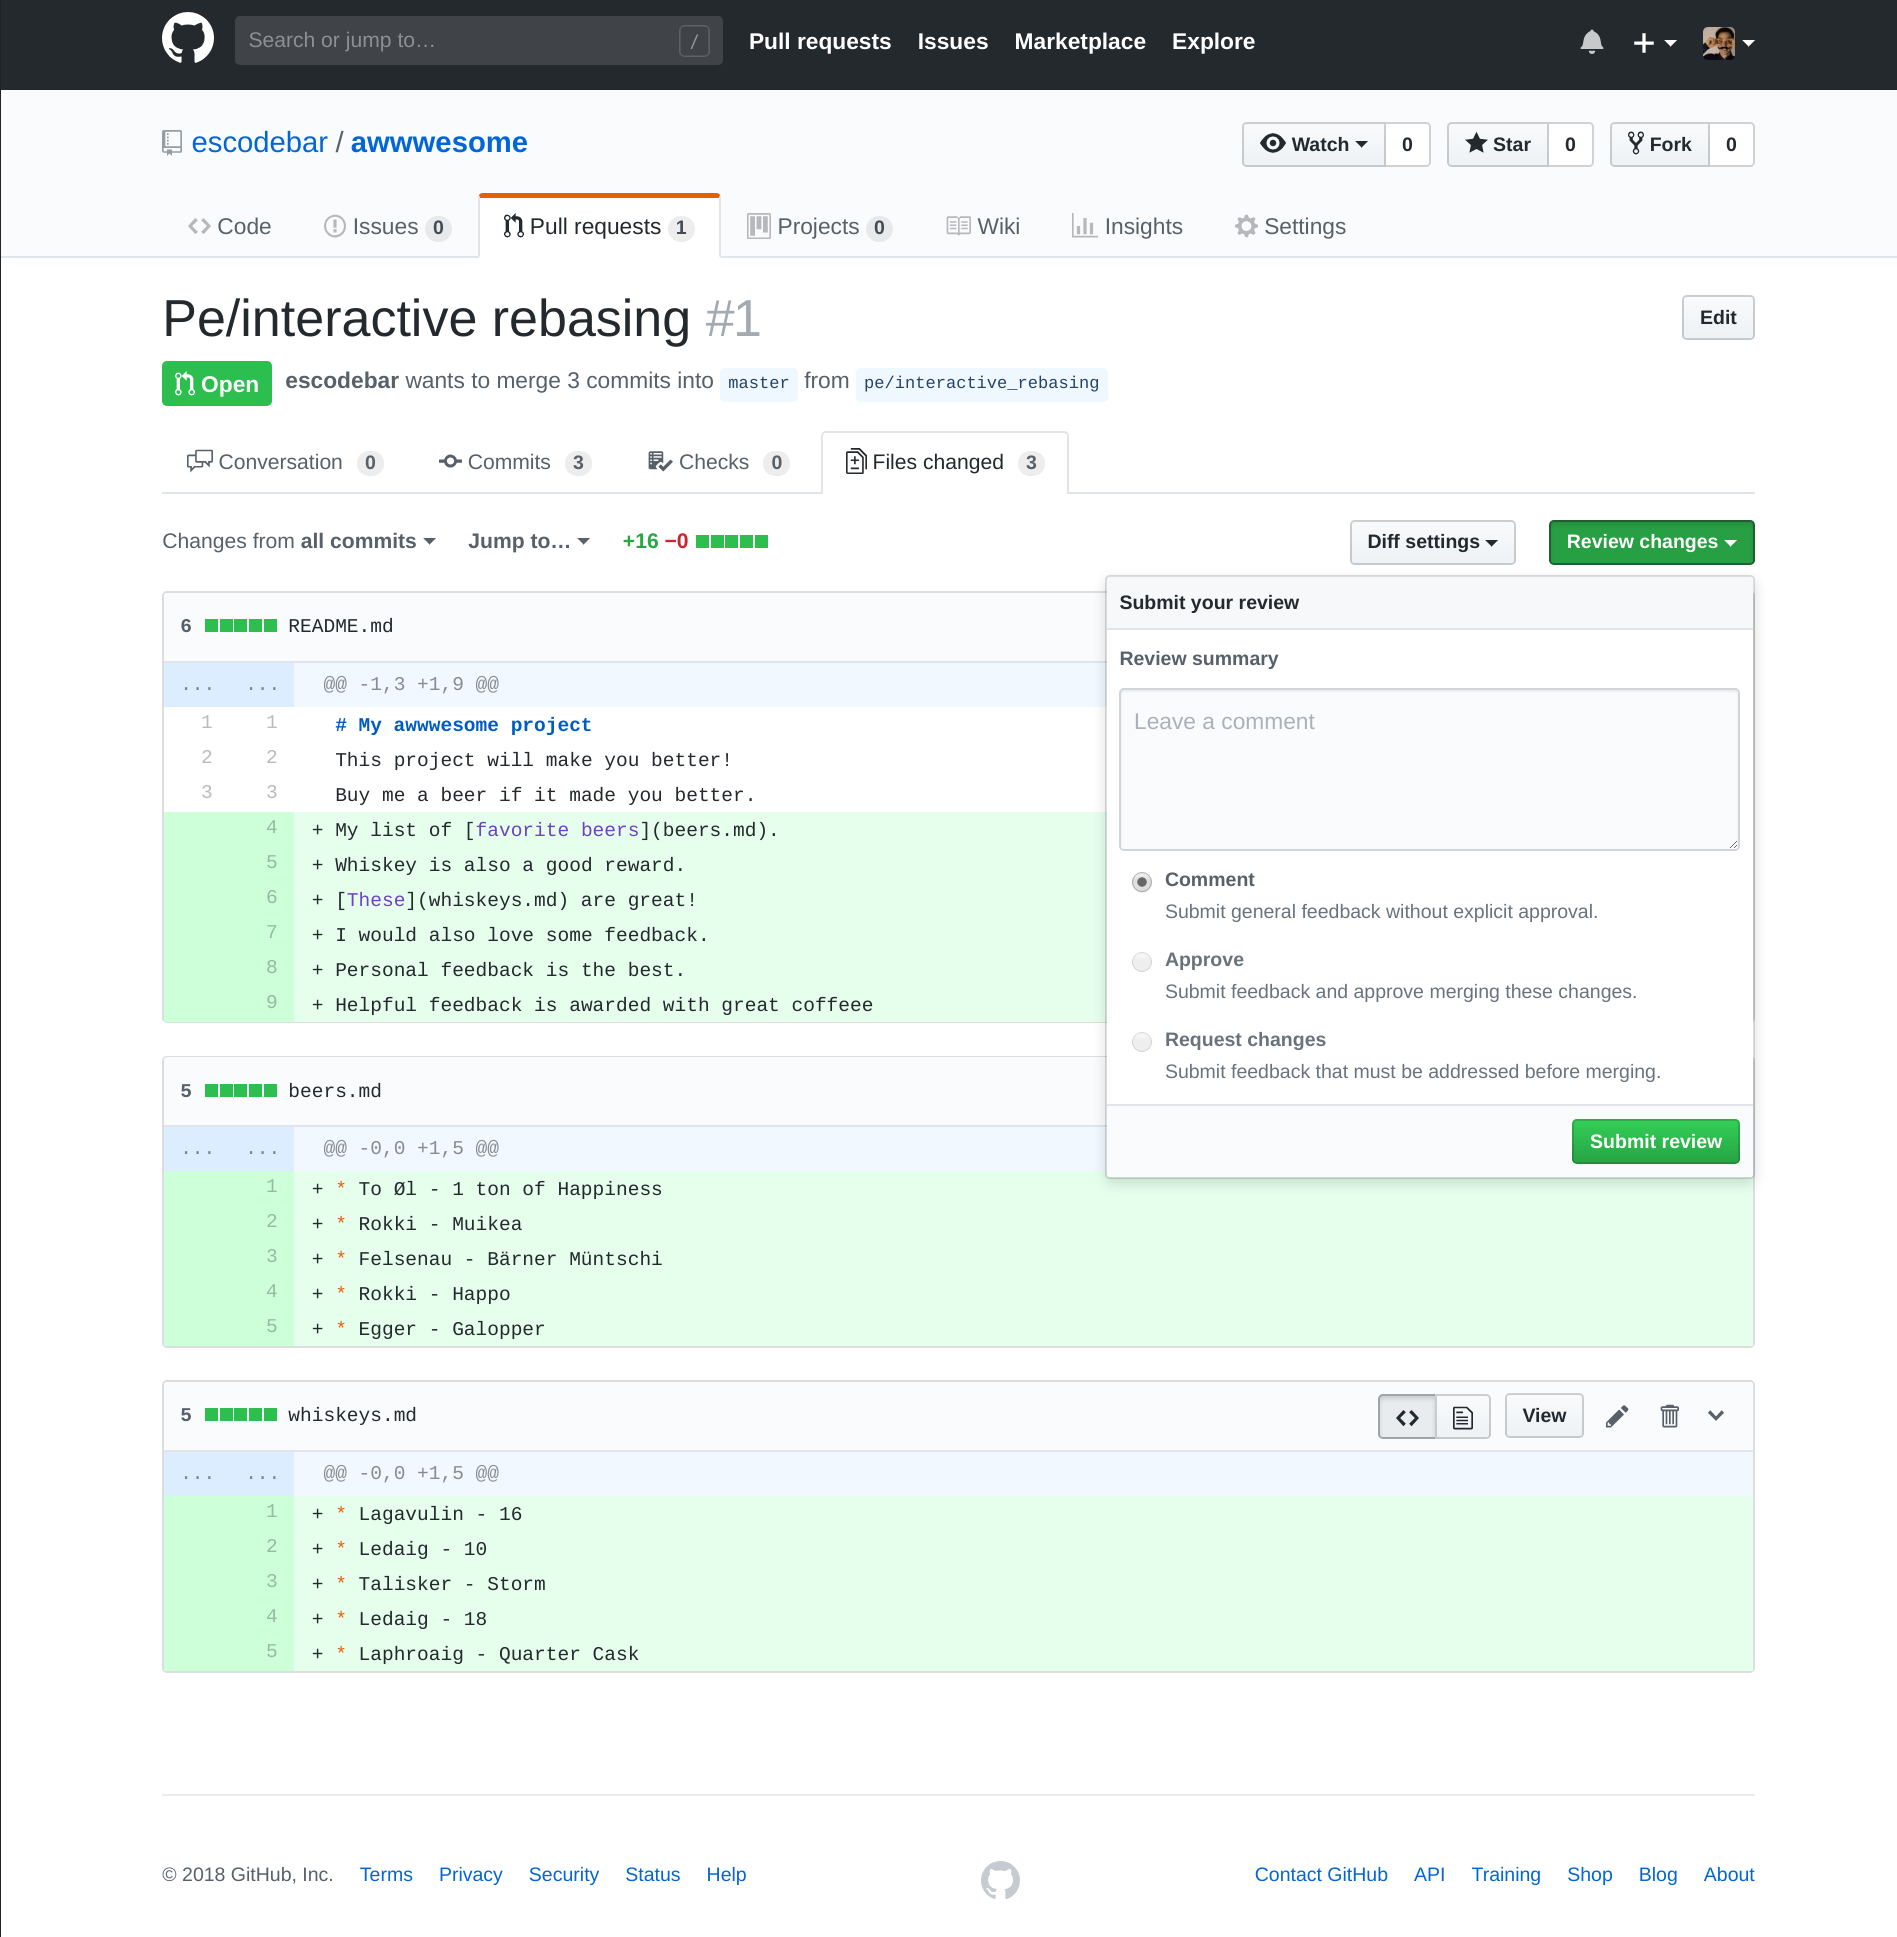 Search or jump to… /
Pull requests Issues Marketplace Explore
escodebar / awwwesome
Watch 0 Star 0 Fork 0
Code Issues 0 Pull requests 1 Projects 0 Wiki Insights Settings
Pe/interactive rebasing #1
Edit
Open escodebar wants to merge 3 commits into master from pe/interactive_rebasing
Conversation 0 Commits 3 Checks 0 Files changed 3
Changes from all commits Jump to… +16 −0
Diff settings Review changes
Submit your review
Review summary
Leave a comment
Comment
Submit general feedback without explicit approval.
Approve
Submit feedback and approve merging these changes.
Request changes
Submit feedback that must be addressed before merging.
Submit review
6 README.md
... ... @@ -1,3 +1,9 @@
1 1 # My awwwesome project
2 2 This project will make you better!
3 3 Buy me a beer if it made you better.
4 + My list of [favorite beers](beers.md).
5 + Whiskey is also a good reward.
6 + [These](whiskeys.md) are great!
7 + I would also love some feedback.
8 + Personal feedback is the best.
9 + Helpful feedback is awarded with great coffeee
5 beers.md
... ... @@ -0,0 +1,5 @@
1 + * To Øl - 1 ton of Happiness
2 + * Rokki - Muikea
3 + * Felsenau - Bärner Müntschi
4 + * Rokki - Happo
5 + * Egger - Galopper
5 whiskeys.md
View
... ... @@ -0,0 +1,5 @@
1 + * Lagavulin - 16
2 + * Ledaig - 10
3 + * Talisker - Storm
4 + * Ledaig - 18
5 + * Laphroaig - Quarter Cask
© 2018 GitHub, Inc. Terms Privacy Security Status Help
Contact GitHub API Training Shop Blog About